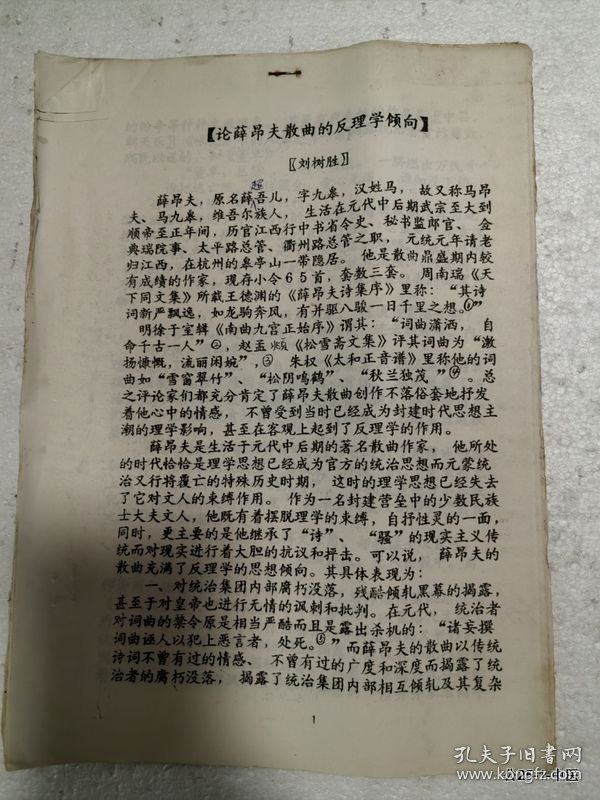 【论薛昂夫散曲的反理学倾向】
〖刘树胜〗
薛昂夫，原名薛超吾儿，字九皋，汉姓马，故又称马昂
夫、马九皋，维吾尔族人，生活在元代中后期武宗至大到
顺帝至正年间，历官江西行中书省令史、秘书监郎官、佥
典瑞院事、太平路总管、衢州路总管之职，元统元年请老
归江西，在杭州的皋亭山一带隐居。他是散曲鼎盛期内较
有成绩的作家，现存小令65首，套数三套。周南瑞《天
下同文集》所载王德渊的《薛昂夫诗集序》里称：“其诗
词新严飘逸，如龙驹奔风，有并驱八骏一日千里之想。①”
明徐于室辑《南曲九宫正始序》谓其：“词曲潇洒，自
命千古一人”②，赵孟頫《松雪斋文集》评其词曲为“激
扬慷慨，流丽闲婉”，③朱权《太和正音谱》里称他的词
曲如“雪窗翠竹”、“松阴鸣鹤”、“秋兰独茂”④。总
之评论家们都充分肯定了薛昂夫散曲创作不落俗套地抒发
着他心中的情感，不曾受到当时已经成为封建时代思想主
潮的理学影响，甚至在客观上起到了反理学的作用。
薛昂夫是生活于元代中后期的著名散曲作家，他所处
的时代恰恰是理学思想已经成为官方的统治思想而元蒙统
治又行将覆亡的特殊历史时期，这时的理学思想已经失去
了它对文人的束缚作用。作为一名封建营垒中的少数民族
士大夫文人，他既有着摆脱理学的束缚，自抒性灵的一面，
同时，更主要的是他继承了“诗”、“骚”的现实主义传
统而对现实进行着大胆的抗议和抨击。可以说，薛昂夫的
散曲充满了反理学的思想倾向。其具体表现为：
一、对统治集团内部腐朽没落，残酷倾轧黑幕的揭露，
甚至于对皇帝也进行无情的讽刺和批判。在元代，统治者
对词曲的禁令原是相当严酷而且是露出杀机的：“诸妄撰
词曲诬人以犯上恶言者，处死。⑤”而薛昂夫的散曲以传统
诗词不曾有过的情感、不曾有过的广度和深度而揭露了统
治者的腐朽没落，揭露了统治集团内部相互倾轧及其复杂
1
孔夫子旧书网